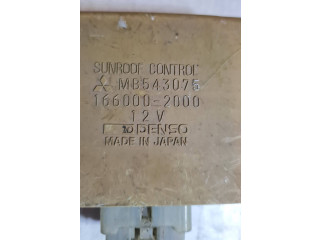 SUNROOF CONTROL
MB543075
166000-2000
12V
DENSO
MADE IN JAPAN